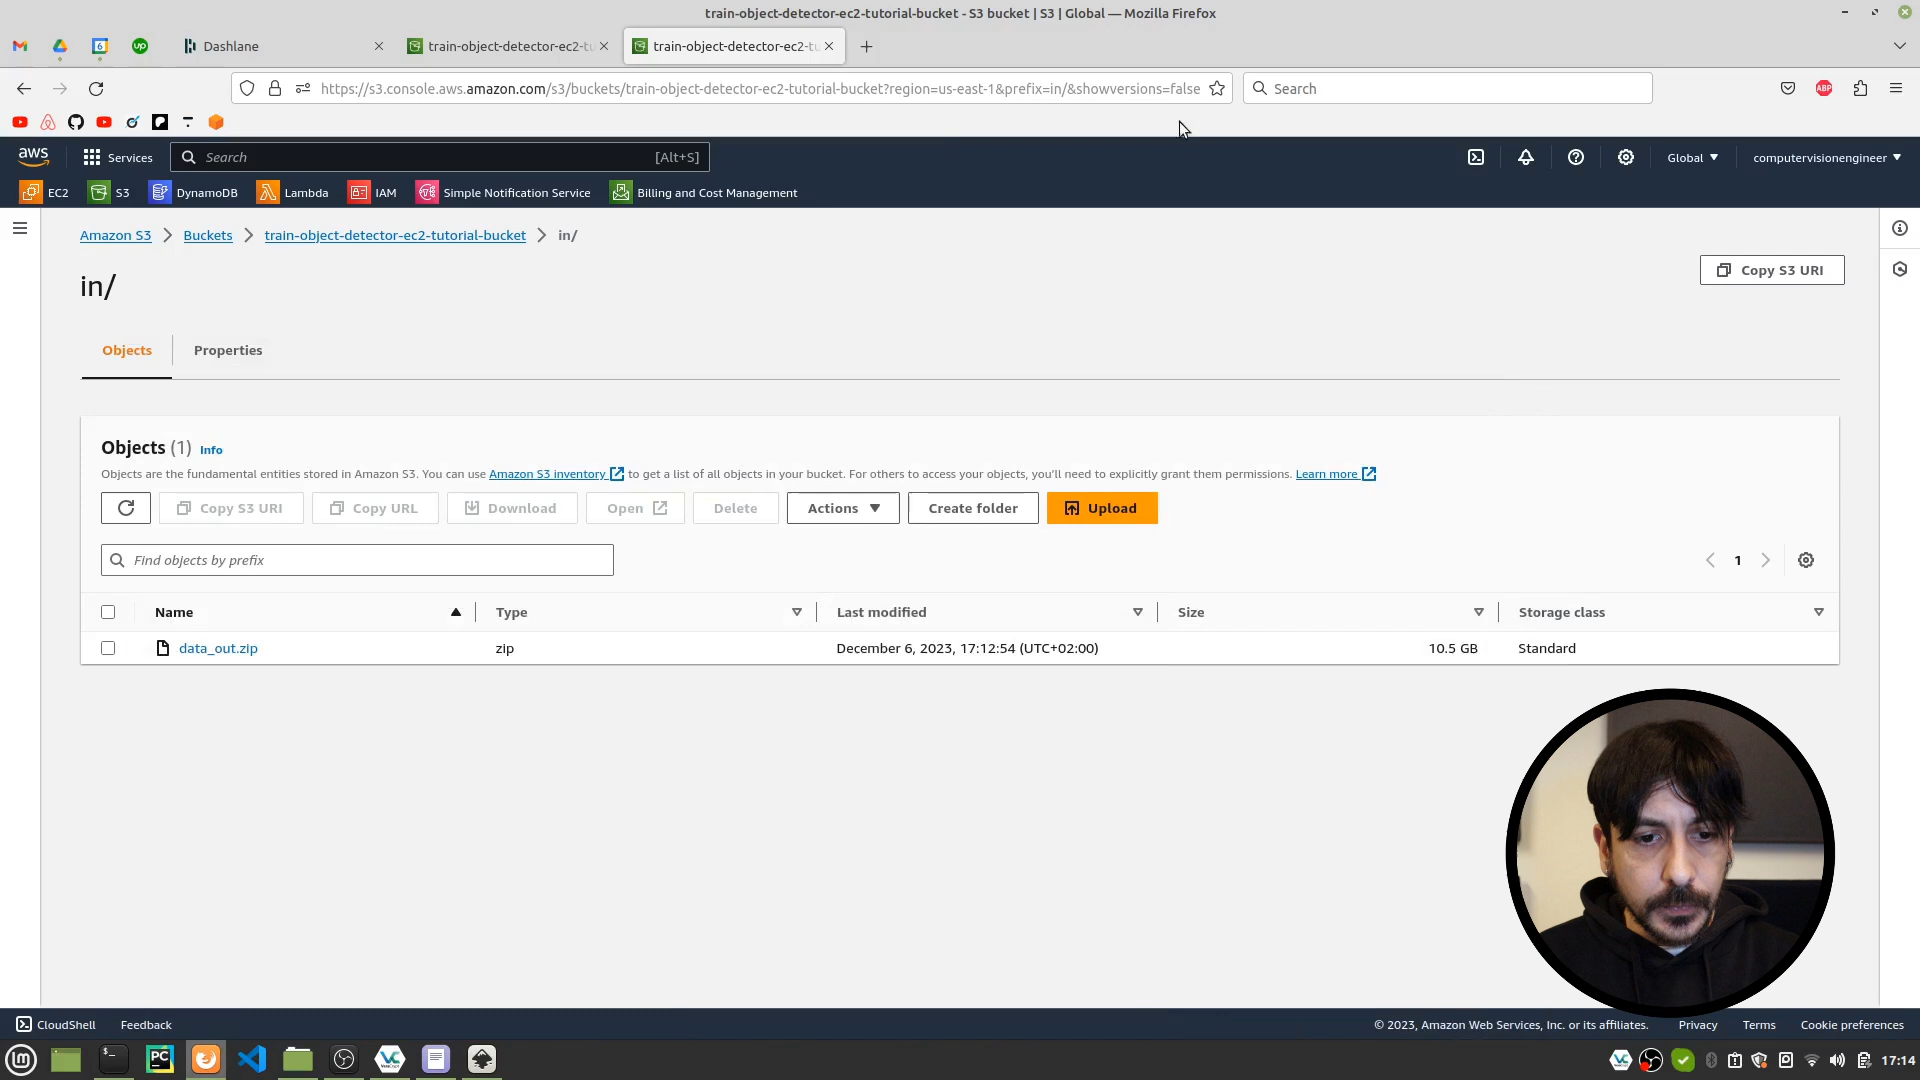 train-object-detector-ec2-tutorial-bucket - S3 bucket | S3 | Global — Mozilla Firefox
Dashlane
train-object-detector-ec2-tu
train-object-detector-ec2-tu
https://s3.console.aws.amazon.com/s3/buckets/train-object-detector-ec2-tutorial-bucket?region=us-east-1&prefix=in/&showversions=false
Search
ABP
aws
Services
Search
[Alt+S]
Global
computervisionengineer
EC2
S3
DynamoDB
Lambda
IAM
Simple Notification Service
Billing and Cost Management
Amazon S3 > Buckets > train-object-detector-ec2-tutorial-bucket > in/
in/
Copy S3 URI
Objects
Properties
Objects (1) Info
Objects are the fundamental entities stored in Amazon S3. You can use Amazon S3 inventory to get a list of all objects in your bucket. For others to access your objects, you'll need to explicitly grant them permissions. Learn more
Copy S3 URI
Copy URL
Download
Open
Delete
Actions
Create folder
Upload
Find objects by prefix
1
Name
Type
Last modified
Size
Storage class
data_out.zip
zip
December 6, 2023, 17:12:54 (UTC+02:00)
10.5 GB
Standard
CloudShell
Feedback
© 2023, Amazon Web Services, Inc. or its affiliates.
Privacy
Terms
Cookie preferences
PC
17:14